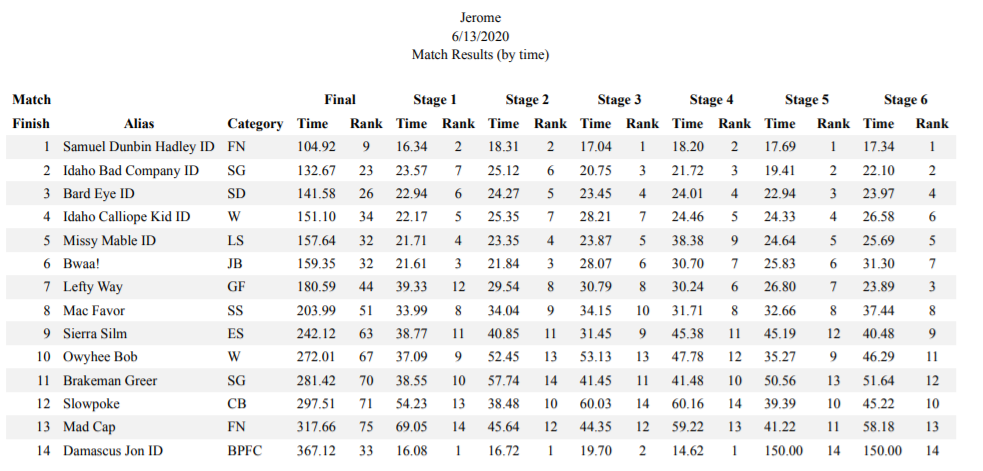 Jerome
6/13/2020
Match Results (by time)
Match Final Stage 1 Stage 2 Stage 3 Stage 4 Stage 5 Stage 6
Finish Alias Category Time Rank Time Rank Time Rank Time Rank Time Rank Time Rank Time Rank
1 Samuel Dunbin Hadley ID FN 104.92 9 16.34 2 18.31 2 17.04 1 18.20 2 17.69 1 17.34 1
2 Idaho Bad Company ID SG 132.67 23 23.57 7 25.12 6 20.75 3 21.72 3 19.41 2 22.10 2
3 Bard Eye ID SD 141.58 26 22.94 6 24.27 5 23.45 4 24.01 4 22.94 3 23.97 4
4 Idaho Calliope Kid ID W 151.10 34 22.17 5 25.35 7 28.21 7 24.46 5 24.33 4 26.58 6
5 Missy Mable ID LS 157.64 32 21.71 4 23.35 4 23.87 5 38.38 9 24.64 5 25.69 5
6 Bwaa! JB 159.35 32 21.61 3 21.84 3 28.07 6 30.70 7 25.83 6 31.30 7
7 Lefty Way GF 180.59 44 39.33 12 29.54 8 30.79 8 30.24 6 26.80 7 23.89 3
8 Mac Favor SS 203.99 51 33.99 8 34.04 9 34.15 10 31.71 8 32.66 8 37.44 8
9 Sierra Silm ES 242.12 63 38.77 11 40.85 11 31.45 9 45.38 11 45.19 12 40.48 9
10 Owyhee Bob W 272.01 67 37.09 9 52.45 13 53.13 13 47.78 12 35.27 9 46.29 11
11 Brakeman Greer SG 281.42 70 38.55 10 57.74 14 41.45 11 41.48 10 50.56 13 51.64 12
12 Slowpoke CB 297.51 71 54.23 13 38.48 10 60.03 14 60.16 14 39.39 10 45.22 10
13 Mad Cap FN 317.66 75 69.05 14 45.64 12 44.35 12 59.22 13 41.22 11 58.18 13
14 Damascus Jon ID BPFC 367.12 33 16.08 1 16.72 1 19.70 2 14.62 1 150.00 14 150.00 14